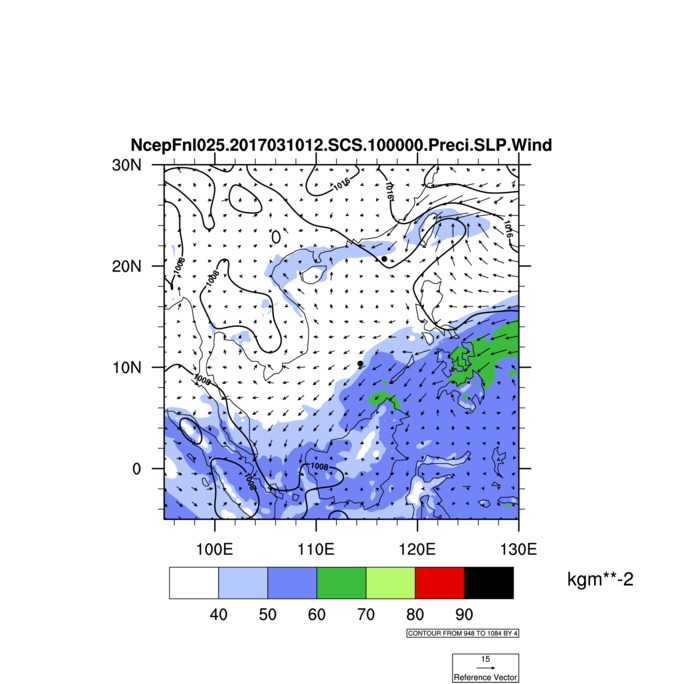 NcepFnl025.2017031012.SCS.100000.Preci.SLP.Wind
30N
20N
10N
0
1016
1016
1016
1008
1008
1008
1008
1008
100E 110E 120E 130E
kgm**-2
40 50 60 70 80 90
CONTOUR FROM 948 TO 1084 BY 4
15
Reference Vector